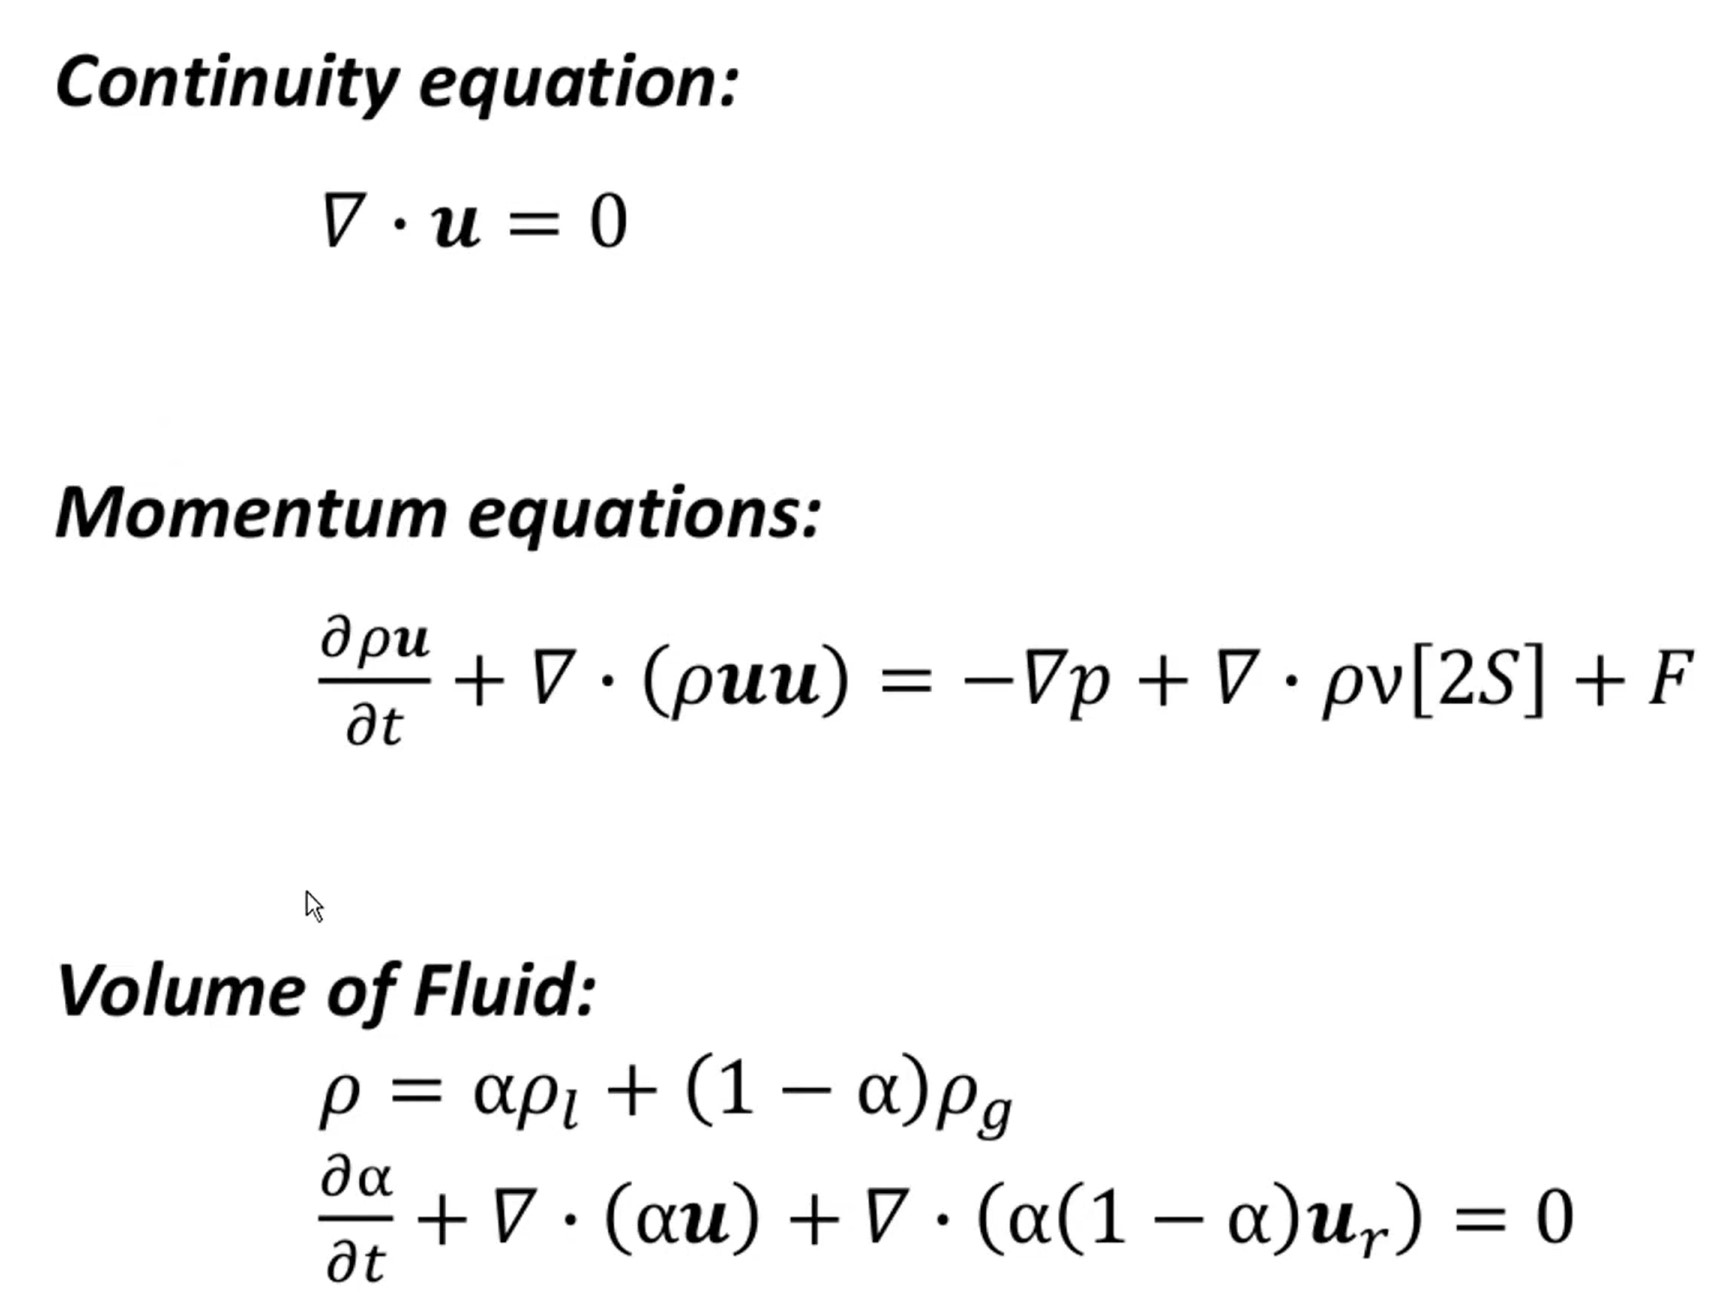 Continuity equation:
∇ · u = 0
Momentum equations:
∂ρu/∂t + ∇ · (ρuu) = −∇p + ∇ · ρν[2S] + F
Volume of Fluid:
ρ = αρ_l + (1 − α)ρ_g
∂α/∂t + ∇ · (αu) + ∇ · (α(1 − α)u_r) = 0